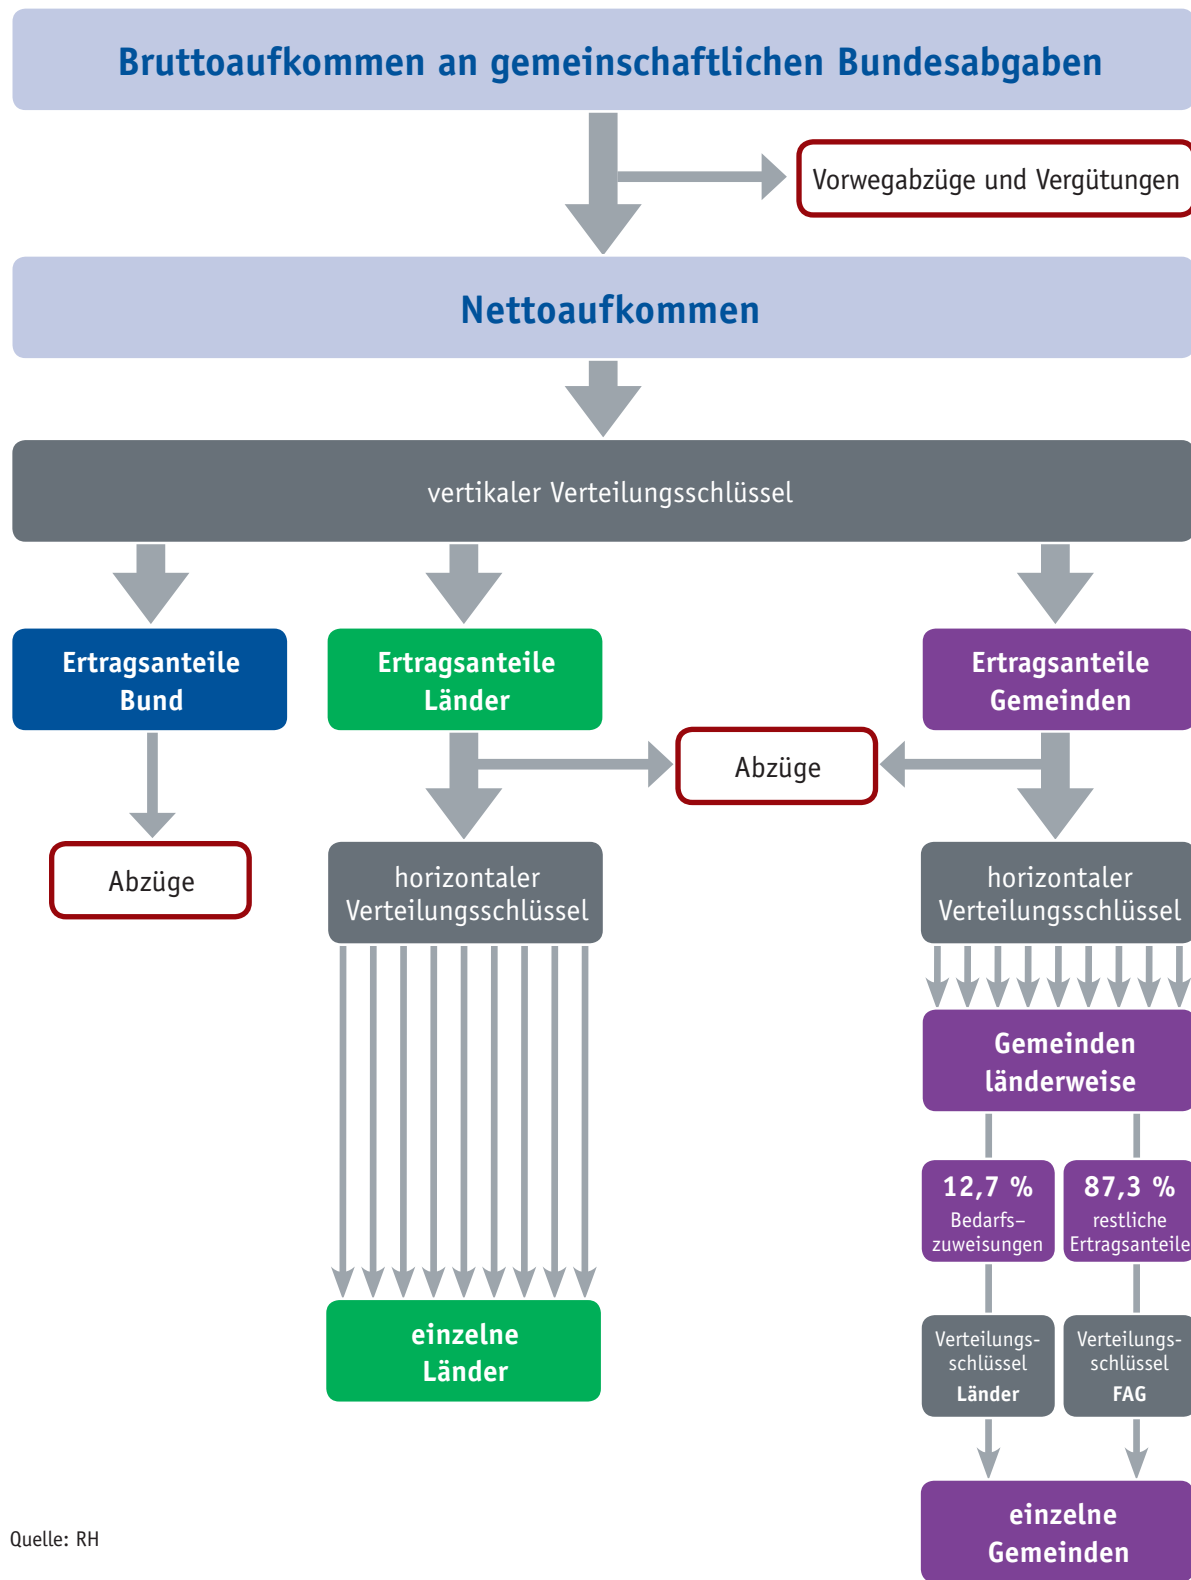 Bruttoaufkommen an gemeinschaftlichen Bundesabgaben
Vorwegabzüge und Vergütungen
Nettoaufkommen
vertikaler Verteilungsschlüssel
Ertragsanteile
Bund
Ertragsanteile
Länder
Ertragsanteile
Gemeinden
Abzüge
Abzüge
horizontaler
Verteilungsschlüssel
horizontaler
Verteilungsschlüssel
Gemeinden
länderweise
12,7 %
Bedarfs–
zuweisungen
87,3 %
restliche
Ertragsanteile
einzelne
Länder
Verteilungs-
schlüssel
Länder
Verteilungs-
schlüssel
FAG
einzelne
Gemeinden
Quelle: RH